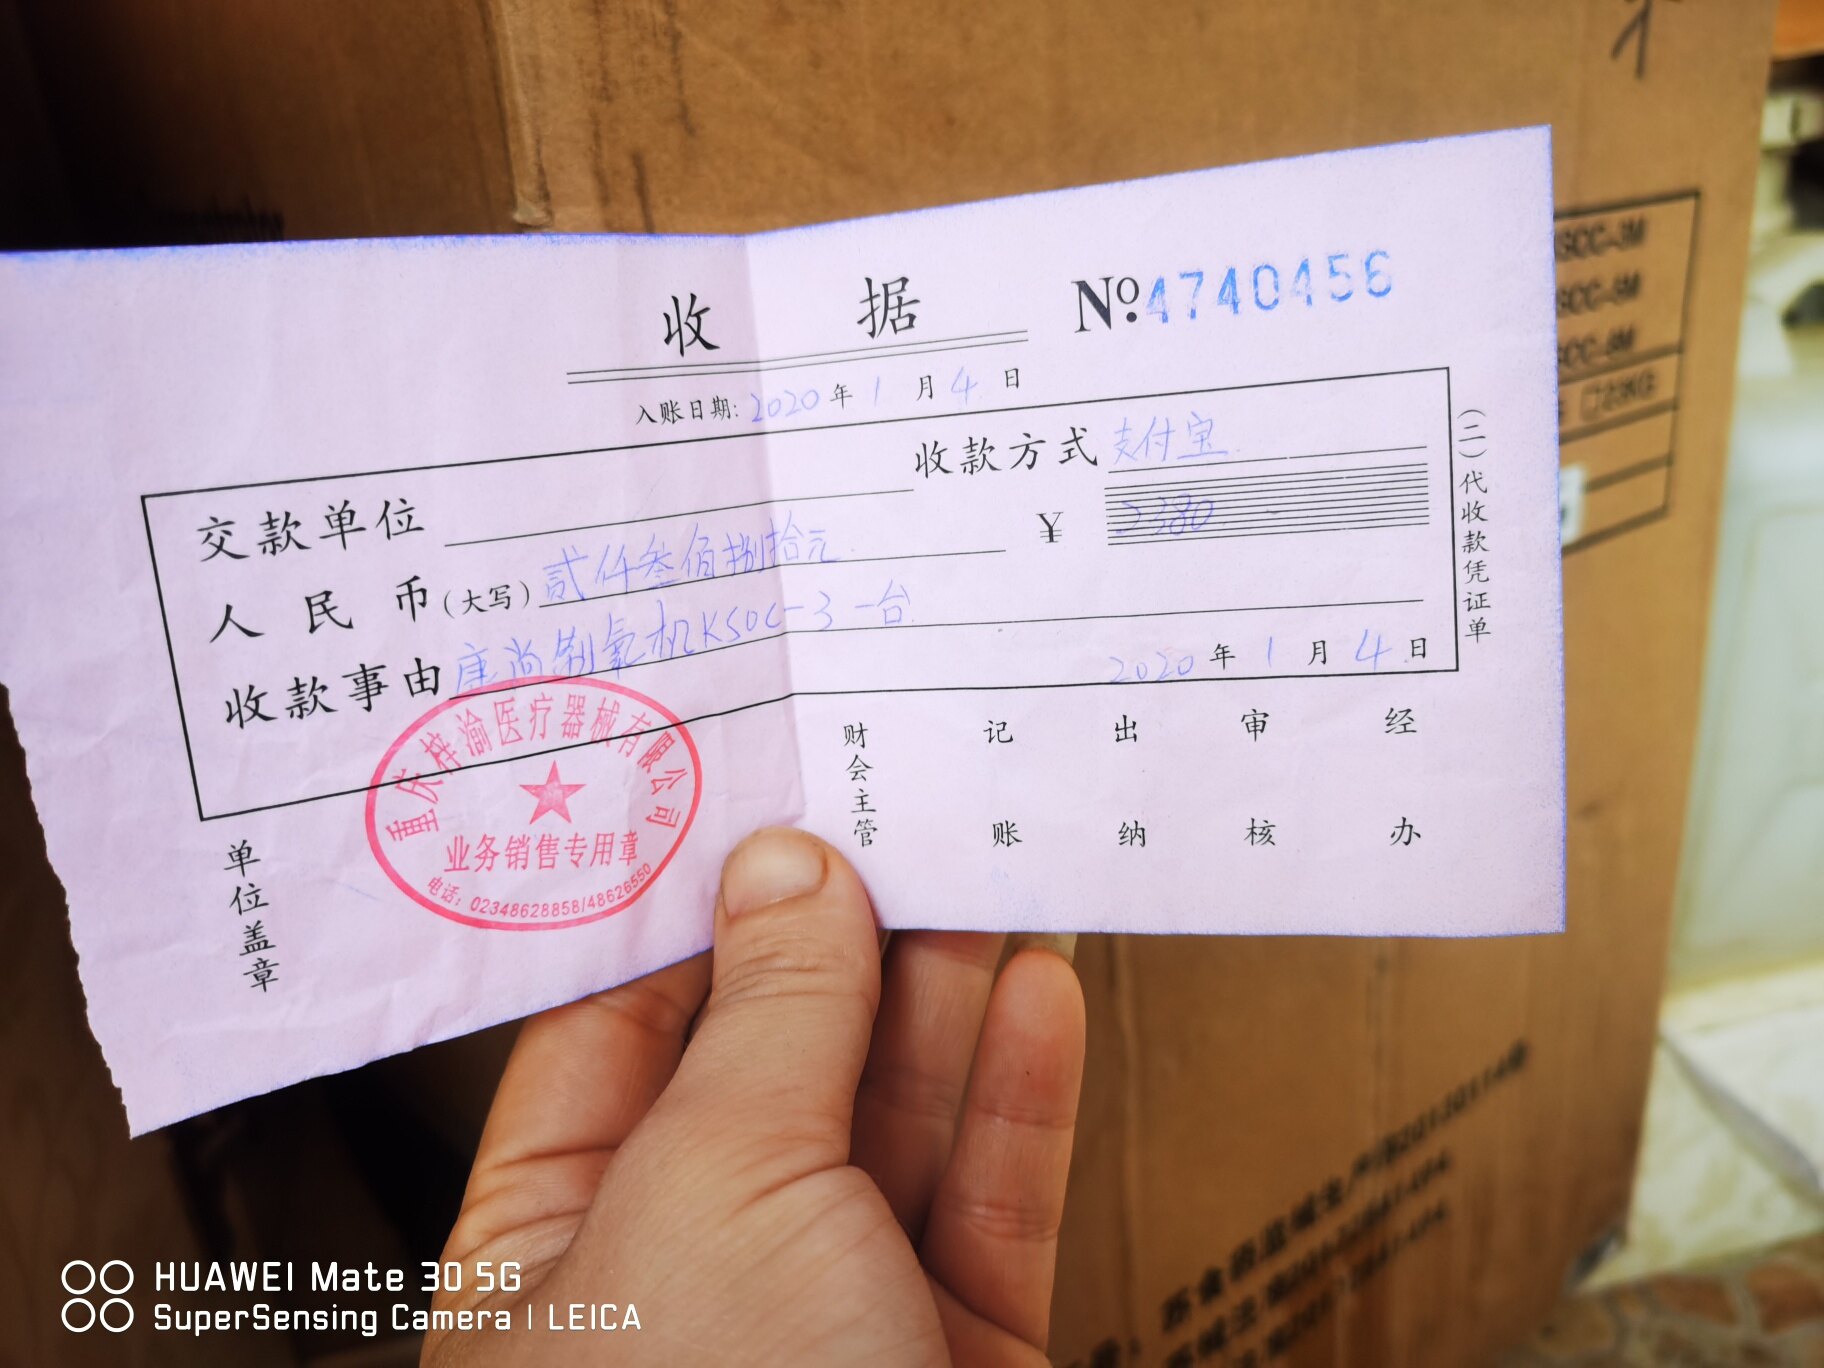 收 据
No.4740456
入账日期: 2020 年 1 月 4 日
交款单位
收款方式 支付宝
人民币(大写) 贰仟叁佰捌拾元
¥ 2380
收款事由 康尚制氧机KSOC-3 一台
2020 年 1 月 4 日
(二)代收款凭证单
单位盖章
财会主管
记账
出纳
审核
经办
重庆梓渝医疗器械有限公司
业务销售专用章
电话：02348628858/48626550
HUAWEI Mate 30 5G
SuperSensing Camera | LEICA